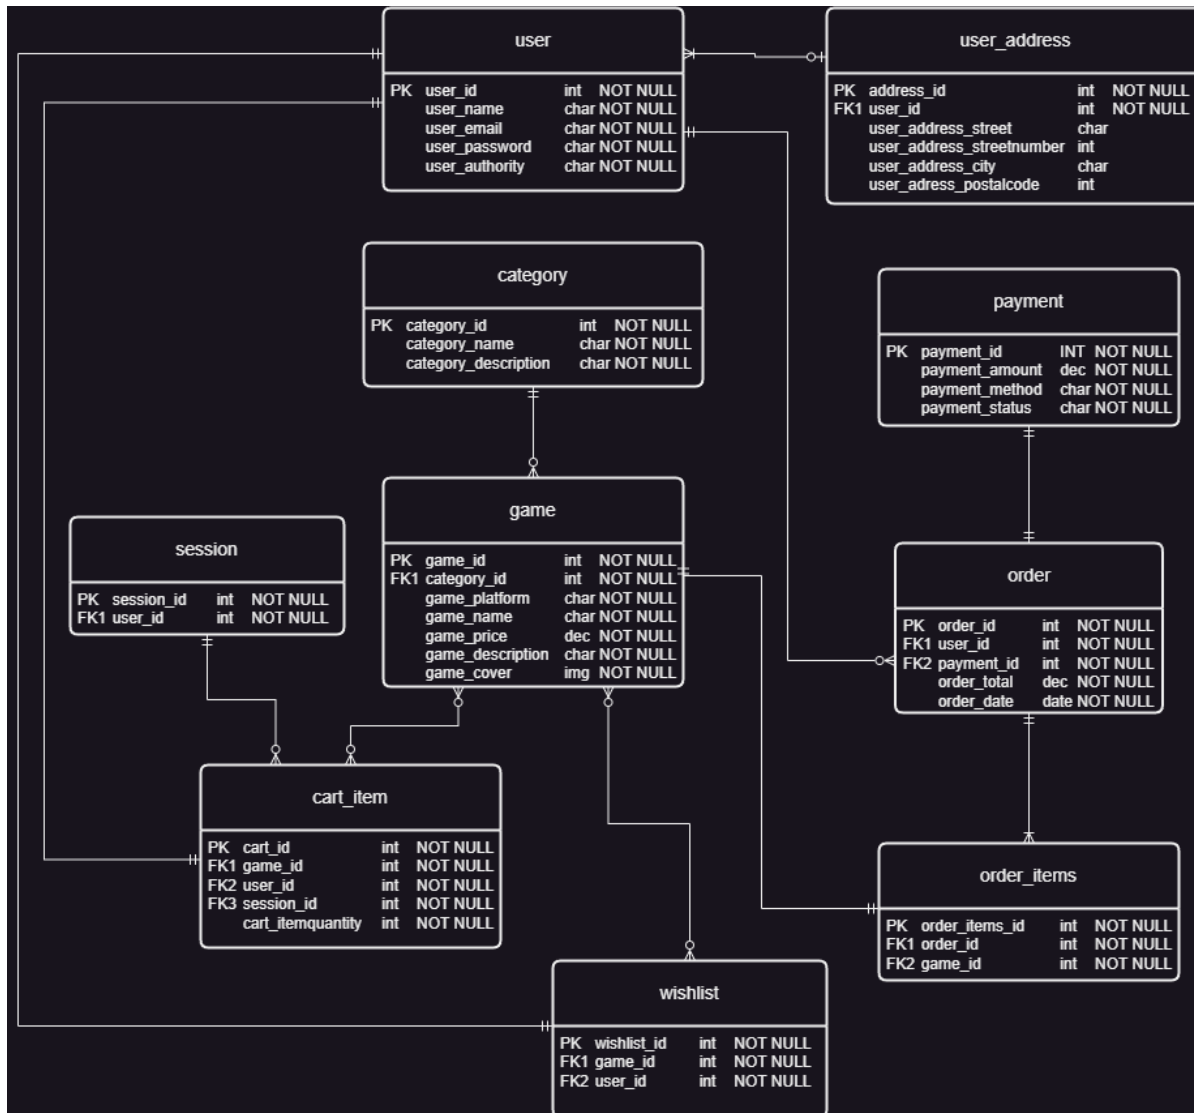 user
PK user_id int NOT NULL
user_name char NOT NULL
user_email char NOT NULL
user_password char NOT NULL
user_authority char NOT NULL
user_address
PK address_id int NOT NULL
FK1 user_id int NOT NULL
user_address_street char
user_address_streetnumber int
user_address_city char
user_adress_postalcode int
category
PK category_id int NOT NULL
category_name char NOT NULL
category_description char NOT NULL
payment
PK payment_id INT NOT NULL
payment_amount dec NOT NULL
payment_method char NOT NULL
payment_status char NOT NULL
game
PK game_id int NOT NULL
FK1 category_id int NOT NULL
game_platform char NOT NULL
game_name char NOT NULL
game_price dec NOT NULL
game_description char NOT NULL
game_cover img NOT NULL
session
PK session_id int NOT NULL
FK1 user_id int NOT NULL
order
PK order_id int NOT NULL
FK1 user_id int NOT NULL
FK2 payment_id int NOT NULL
order_total dec NOT NULL
order_date date NOT NULL
cart_item
PK cart_id int NOT NULL
FK1 game_id int NOT NULL
FK2 user_id int NOT NULL
FK3 session_id int NOT NULL
cart_itemquantity int NOT NULL
order_items
PK order_items_id int NOT NULL
FK1 order_id int NOT NULL
FK2 game_id int NOT NULL
wishlist
PK wishlist_id int NOT NULL
FK1 game_id int NOT NULL
FK2 user_id int NOT NULL